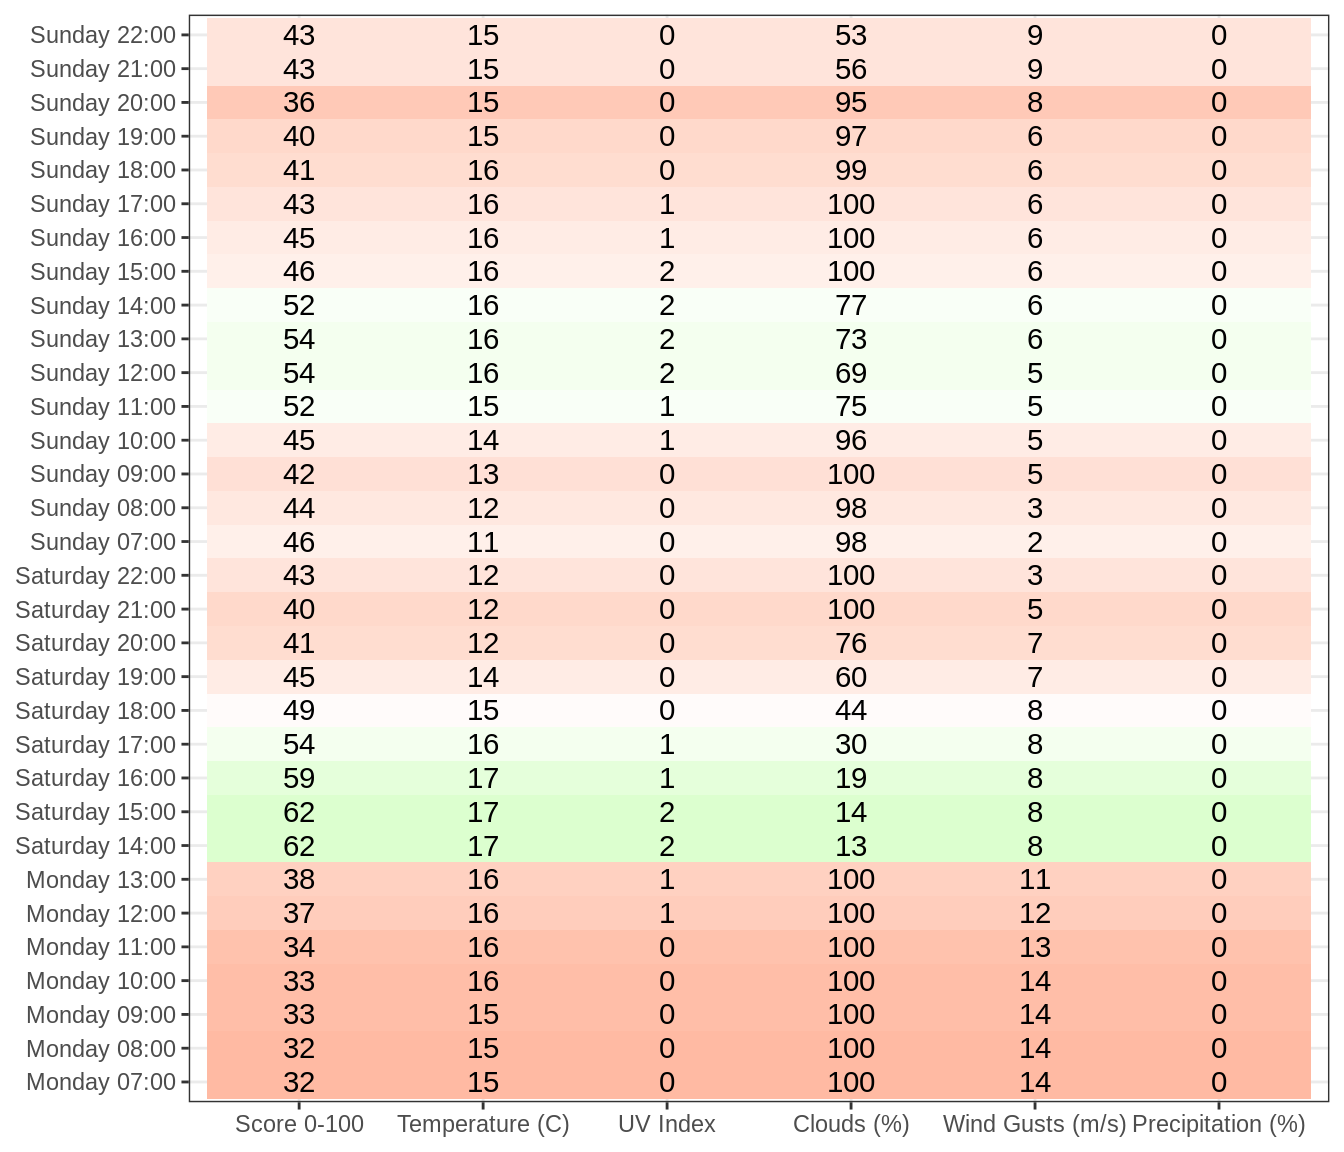 Sunday 22:00 43 15 0 53 9 0
Sunday 21:00 43 15 0 56 9 0
Sunday 20:00 36 15 0 95 8 0
Sunday 19:00 40 15 0 97 6 0
Sunday 18:00 41 16 0 99 6 0
Sunday 17:00 43 16 1 100 6 0
Sunday 16:00 45 16 1 100 6 0
Sunday 15:00 46 16 2 100 6 0
Sunday 14:00 52 16 2 77 6 0
Sunday 13:00 54 16 2 73 6 0
Sunday 12:00 54 16 2 69 5 0
Sunday 11:00 52 15 1 75 5 0
Sunday 10:00 45 14 1 96 5 0
Sunday 09:00 42 13 0 100 5 0
Sunday 08:00 44 12 0 98 3 0
Sunday 07:00 46 11 0 98 2 0
Saturday 22:00 43 12 0 100 3 0
Saturday 21:00 40 12 0 100 5 0
Saturday 20:00 41 12 0 76 7 0
Saturday 19:00 45 14 0 60 7 0
Saturday 18:00 49 15 0 44 8 0
Saturday 17:00 54 16 1 30 8 0
Saturday 16:00 59 17 1 19 8 0
Saturday 15:00 62 17 2 14 8 0
Saturday 14:00 62 17 2 13 8 0
Monday 13:00 38 16 1 100 11 0
Monday 12:00 37 16 1 100 12 0
Monday 11:00 34 16 0 100 13 0
Monday 10:00 33 16 0 100 14 0
Monday 09:00 33 15 0 100 14 0
Monday 08:00 32 15 0 100 14 0
Monday 07:00 32 15 0 100 14 0
Score 0-100 Temperature (C) UV Index Clouds (%) Wind Gusts (m/s) Precipitation (%)